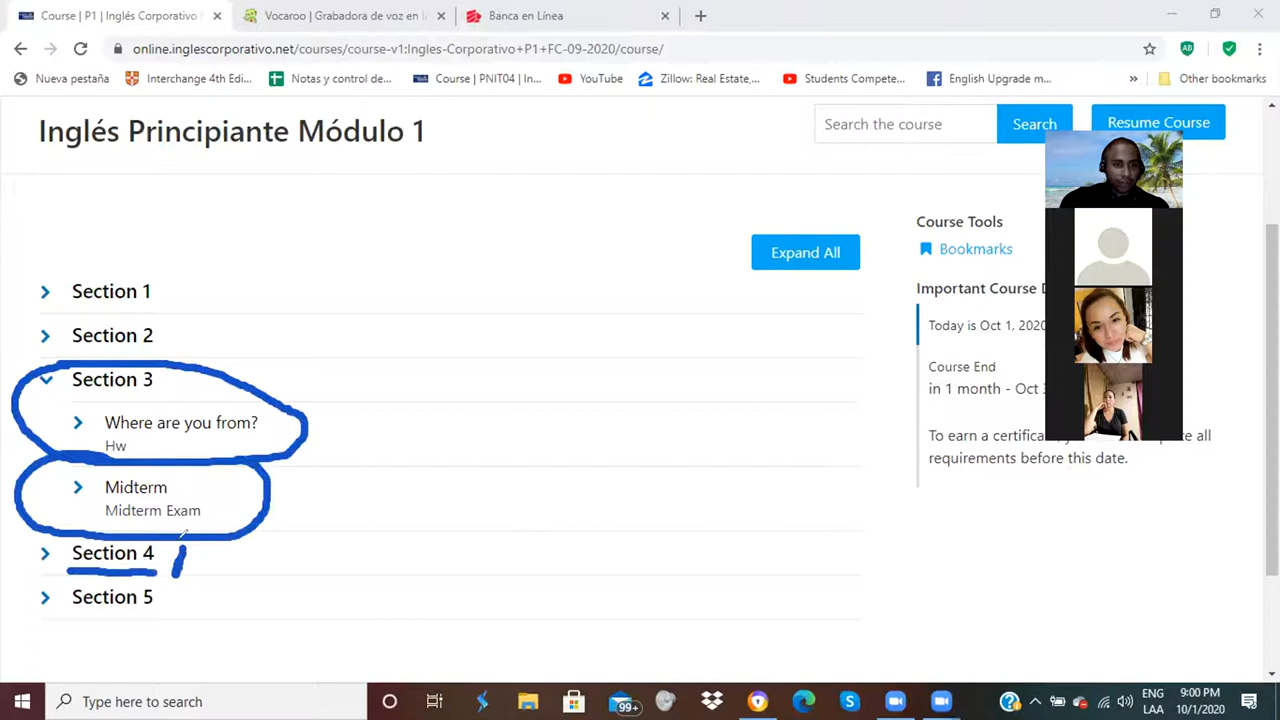 Course | P1 | Inglés Corporativo
Vocaroo | Grabadora de voz en l
Banca en Línea
online.inglescorporativo.net/courses/course-v1:Ingles-Corporativo+P1+FC-09-2020/course/
Nueva pestaña
Interchange 4th Edi...
Notas y control de...
Course | PNIT04 | In...
YouTube
Zillow: Real Estate,...
Students Compete...
English Upgrade m...
»
Other bookmarks
Inglés Principiante Módulo 1
Search the course
Search
Resume Course
Course Tools
Bookmarks
Expand All
Important Course
Today is Oct 1, 2020
Course End
in 1 month - Oct
To earn a certific
all
requirements before this date.
Section 1
Section 2
Section 3
Where are you from?
Hw
Midterm
Midterm Exam
Section 4
Section 5
Type here to search
99+
ENG
LAA
9:00 PM
10/1/2020